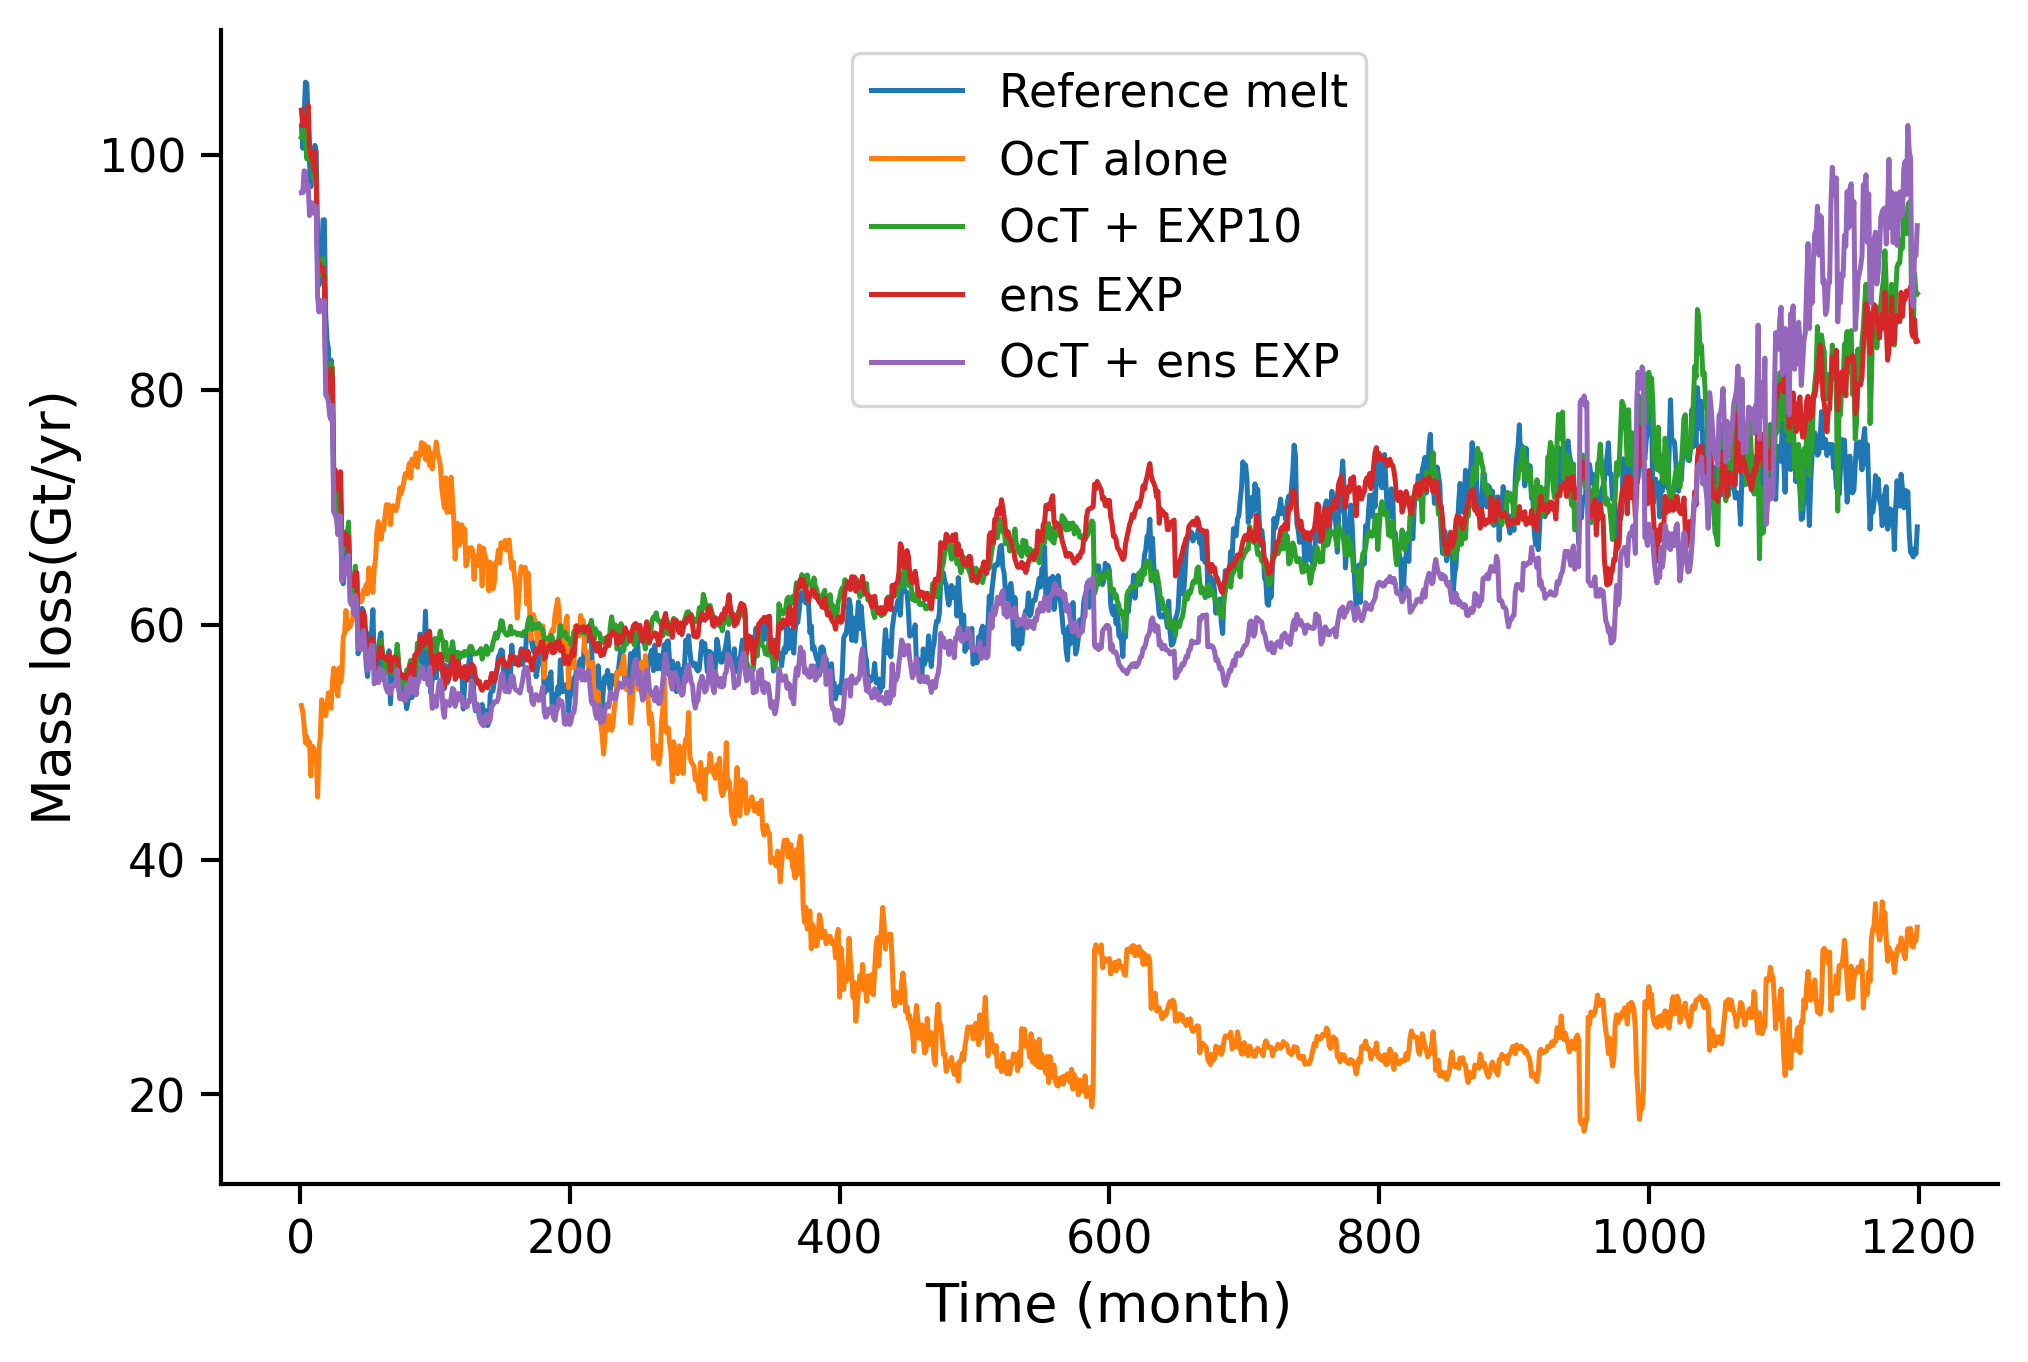 Reference melt
OcT alone
OcT + EXP10
ens EXP
OcT + ens EXP
Mass loss(Gt/yr)
100
80
60
40
20
0 200 400 600 800 1000 1200
Time (month)